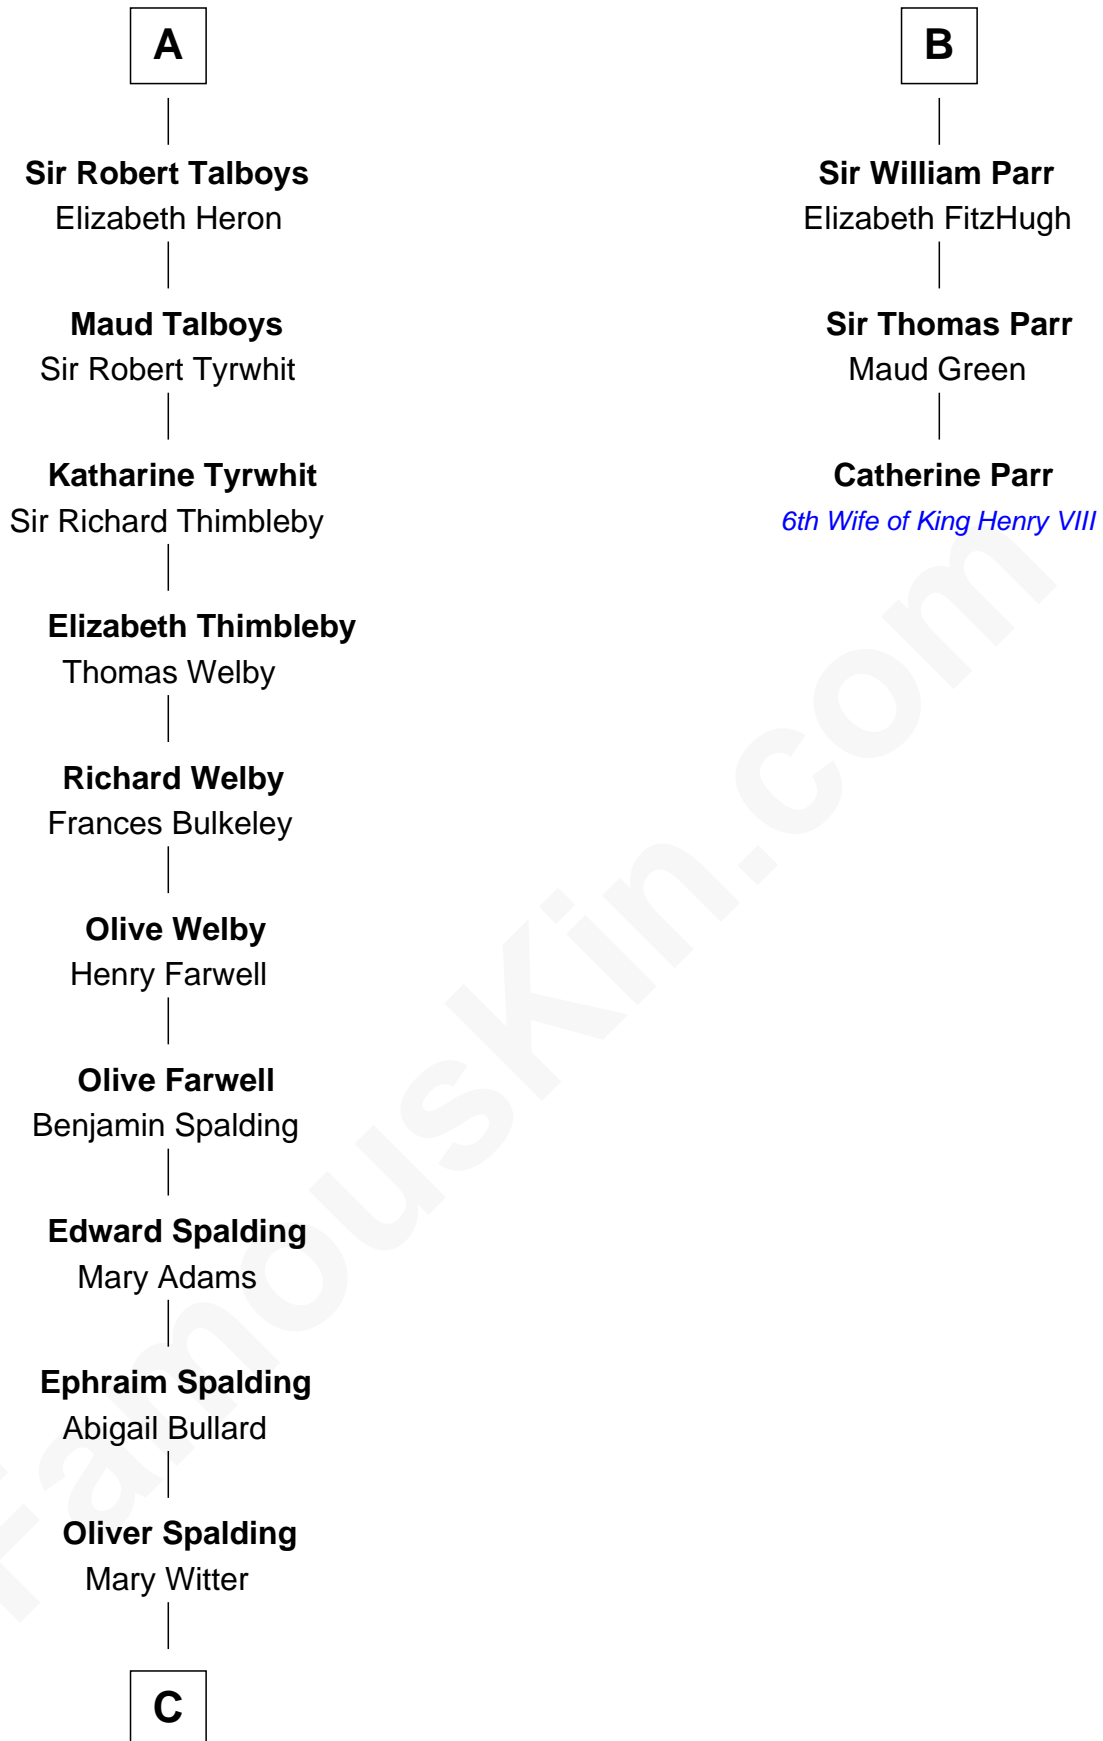 A
Sir Robert Talboys
Elizabeth Heron
Maud Talboys
Sir Robert Tyrwhit
Katharine Tyrwhit
Sir Richard Thimbleby
Elizabeth Thimbleby
Thomas Welby
Richard Welby
Frances Bulkeley
Olive Welby
Henry Farwell
Olive Farwell
Benjamin Spalding
Edward Spalding
Mary Adams
Ephraim Spalding
Abigail Bullard
Oliver Spalding
Mary Witter
C
B
Sir William Parr
Elizabeth FitzHugh
Sir Thomas Parr
Maud Green
Catherine Parr
6th Wife of King Henry VIII
FamousKin.com